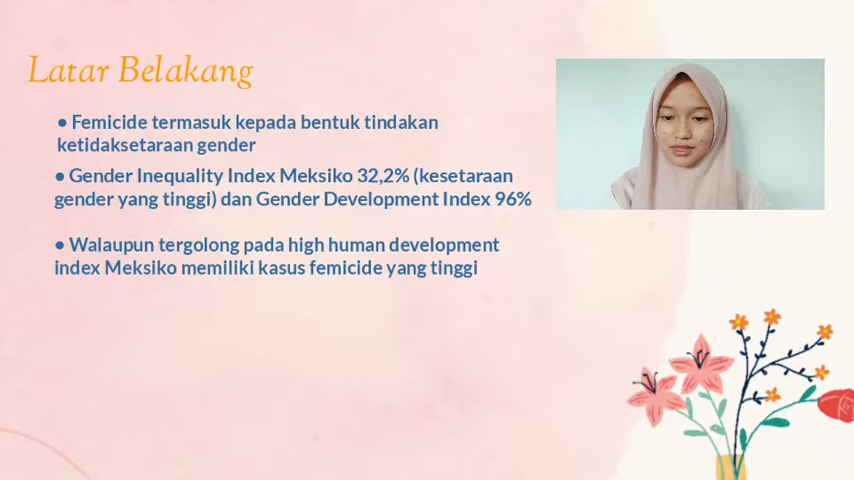 Latar Belakang
● Femicide termasuk kepada bentuk tindakan
ketidaksetaraan gender
● Gender Inequality Index Meksiko 32,2% (kesetaraan
gender yang tinggi) dan Gender Development Index 96%
● Walaupun tergolong pada high human development
index Meksiko memiliki kasus femicide yang tinggi